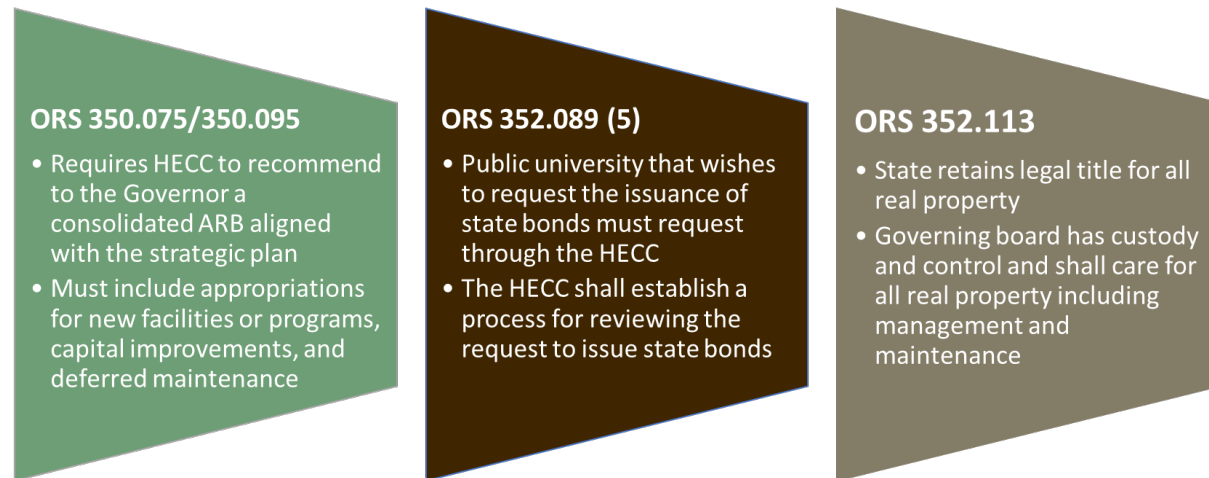 ORS 350.075/350.095
• Requires HECC to recommend
to the Governor a
consolidated ARB aligned
with the strategic plan
• Must include appropriations
for new facilities or programs,
capital improvements, and
deferred maintenance
ORS 352.089 (5)
• Public university that wishes
to request the issuance of
state bonds must request
through the HECC
• The HECC shall establish a
process for reviewing the
request to issue state bonds
ORS 352.113
• State retains legal title for all
real property
• Governing board has custody
and control and shall care for
all real property including
management and
maintenance